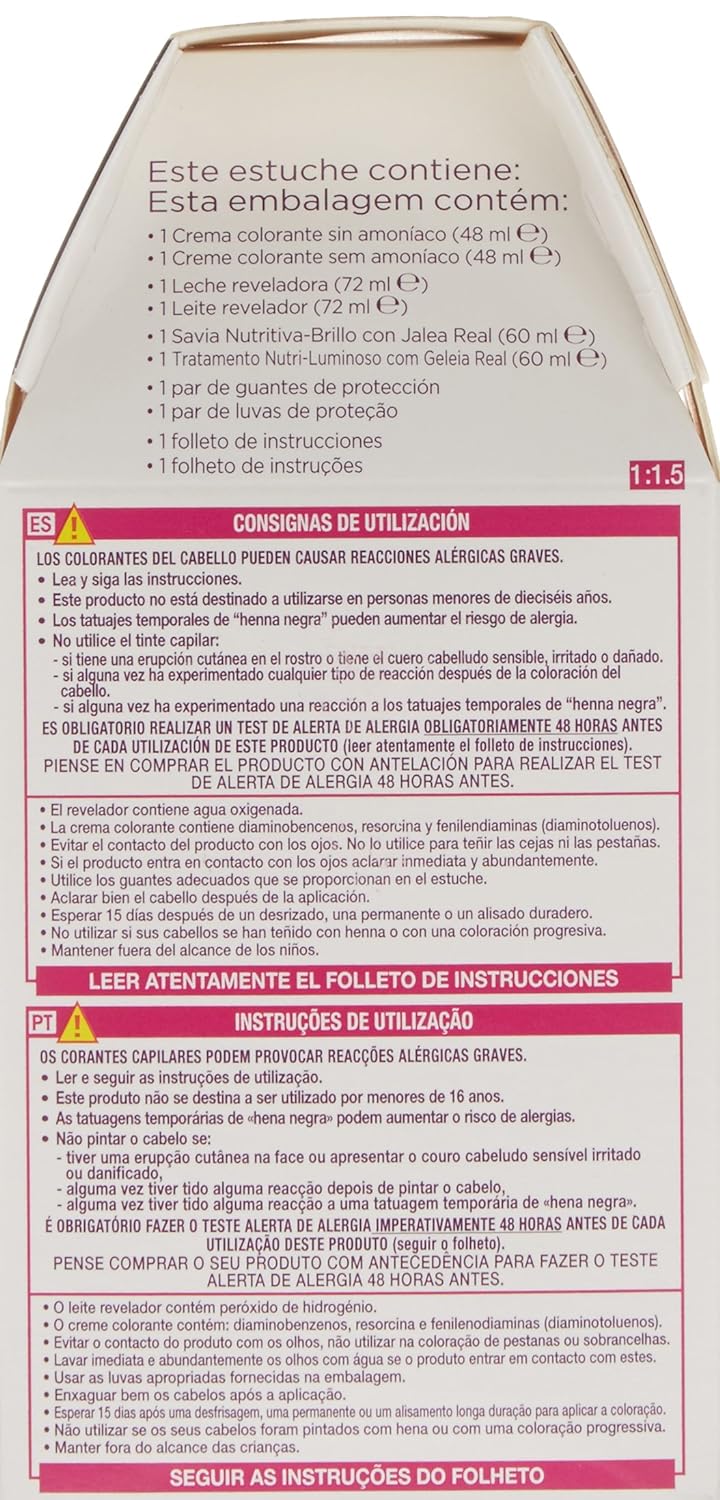 Este estuche contiene:
Esta embalagem contém:
• 1 Crema colorante sin amoníaco (48 ml ℮)
• 1 Creme colorante sem amoníaco (48 ml ℮)
• 1 Leche reveladora (72 ml ℮)
• 1 Leite revelador (72 ml ℮)
• 1 Savia Nutritiva-Brillo con Jalea Real (60 ml ℮)
• 1 Tratamento Nutri-Luminoso com Geleia Real (60 ml ℮)
• 1 par de guantes de protección
• 1 par de luvas de proteção
• 1 folleto de instrucciones
• 1 folheto de instruções
1:1.5
ES ! CONSIGNAS DE UTILIZACIÓN
LOS COLORANTES DEL CABELLO PUEDEN CAUSAR REACCIONES ALÉRGICAS GRAVES.
• Lea y siga las instrucciones.
• Este producto no está destinado a utilizarse en personas menores de dieciséis años.
• Los tatuajes temporales de “henna negra” pueden aumentar el riesgo de alergia.
• No utilice el tinte capilar:
- si tiene una erupción cutánea en el rostro o tiene el cuero cabelludo sensible, irritado o dañado.
- si alguna vez ha experimentado cualquier tipo de reacción después de la coloración del
cabello.
- si alguna vez ha experimentado una reacción a los tatuajes temporales de “henna negra”.
ES OBLIGATORIO REALIZAR UN TEST DE ALERTA DE ALERGIA OBLIGATORIAMENTE 48 HORAS ANTES
DE CADA UTILIZACIÓN DE ESTE PRODUCTO (leer atentamente el folleto de instrucciones).
PIENSE EN COMPRAR EL PRODUCTO CON ANTELACIÓN PARA REALIZAR EL TEST
DE ALERTA DE ALERGIA 48 HORAS ANTES.
• El revelador contiene agua oxigenada.
• La crema colorante contiene diaminobencenos, resorcina y fenilendiaminas (diaminotoluenos).
• Evitar el contacto del producto con los ojos. No lo utilice para teñir las cejas ni las pestañas.
• Si el producto entra en contacto con los ojos aclarar inmediata y abundantemente.
• Utilice los guantes adecuados que se proporcionan en el estuche.
• Aclarar bien el cabello después de la aplicación.
• Esperar 15 días después de un desrizado, una permanente o un alisado duradero.
• No utilizar si sus cabellos se han teñido con henna o con una coloración progresiva.
• Mantener fuera del alcance de los niños.
LEER ATENTAMENTE EL FOLLETO DE INSTRUCCIONES
PT ! INSTRUÇÕES DE UTILIZAÇÃO
OS CORANTES CAPILARES PODEM PROVOCAR REACÇÕES ALÉRGICAS GRAVES.
• Ler e seguir as instruções de utilização.
• Este produto não se destina a ser utilizado por menores de 16 anos.
• As tatuagens temporárias de «hena negra» podem aumentar o risco de alergias.
• Não pintar o cabelo se:
- tiver uma erupção cutânea na face ou apresentar o couro cabeludo sensível irritado
ou danificado,
- alguma vez tiver tido alguma reacção depois de pintar o cabelo,
- alguma vez tiver tido alguma reacção a uma tatuagem temporária de «hena negra».
É OBRIGATÓRIO FAZER O TESTE ALERTA DE ALERGIA IMPERATIVAMENTE 48 HORAS ANTES DE CADA
UTILIZAÇÃO DESTE PRODUTO (seguir o folheto).
PENSE COMPRAR O SEU PRODUTO COM ANTECEDÊNCIA PARA FAZER O TESTE
ALERTA DE ALERGIA 48 HORAS ANTES.
• O leite revelador contém peróxido de hidrogénio.
• O creme colorante contém: diaminobenzenos, resorcina e fenilenodiaminas (diaminotoluenos).
• Evitar o contacto do produto com os olhos, não utilizar na coloração de pestanas ou sobrancelhas.
• Lavar imediata e abundantemente os olhos com água se o produto entrar em contacto com estes.
• Usar as luvas apropriadas fornecidas na embalagem.
• Enxaguar bem os cabelos após a aplicação.
• Esperar 15 dias após uma desfrisagem, uma permanente ou um alisamento longa duração para aplicar a coloração.
• Não utilizar se os seus cabelos foram pintados com hena ou com uma coloração progressiva.
• Manter fora do alcance das crianças.
SEGUIR AS INSTRUÇÕES DO FOLHETO